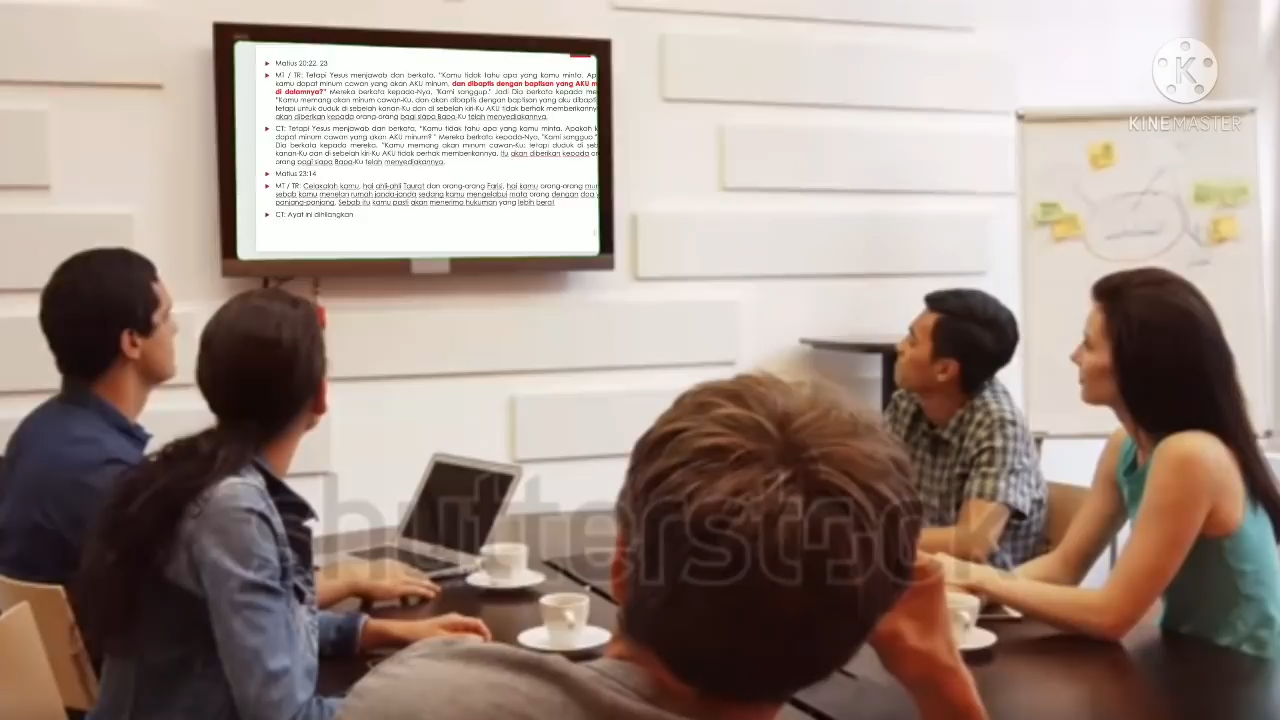 Matius 20:22, 23
MT / TR: Tetapi Yesus menjawab dan berkata, "Kamu tidak tahu apa yang kamu minta. Ap
kamu dapat minum cawan yang akan AKU minum, dan dibaptis dengan baptisan yang AKU m
di dalamnya?" Mereka berkata kepada-Nya, "Kami sanggup." Jadi Dia berkata kepada me
"Kamu memang akan minum cawan-Ku, dan akan dibaptis dengan baptisan yang aku dibapti
tetapi untuk duduk di sebelah kanan-Ku dan di sebelah kiri-Ku AKU tidak berhak memberikannya
akan diberikan kepada orang-orang bagi siapa Bapa-Ku telah menyediakannya.
CT: Tetapi Yesus menjawab dan berkata, "Kamu tidak tahu apa yang kamu minta. Apakah k
dapat minum cawan yang akan AKU minum?" Mereka berkata kepada-Nya, "Kami sanggup."
Dia berkata kepada mereka, "Kamu memang akan minum cawan-Ku; tetapi duduk di seb
kanan-Ku dan di sebelah kiri-Ku AKU tidak berhak memberikannya. Itu akan diberikan kepada or
orang bagi siapa Bapa-Ku telah menyediakannya.
Matius 23:14
MT / TR: Celakalah kamu, hai ahli-ahli Taurat dan orang-orang Farisi, hai kamu orang-orang mun
sebab kamu menelan rumah janda-janda sedang kamu mengelabui mata orang dengan doa y
panjang-panjang. Sebab itu kamu pasti akan menerima hukuman yang lebih berat.
CT: Ayat ini dihilangkan
K
KINEMASTER
shutterstock